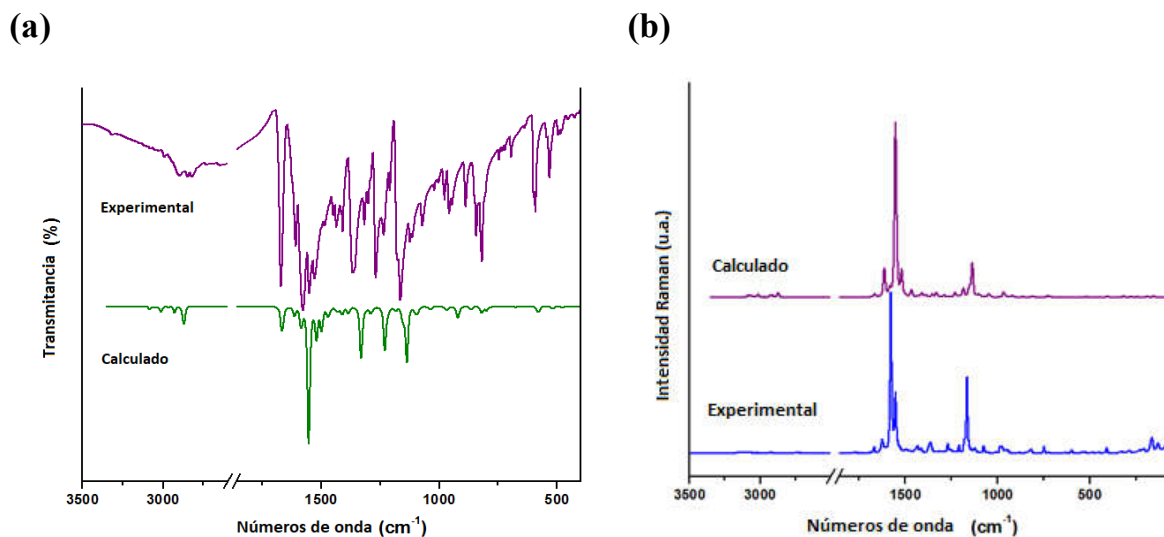 (a)
(b)
Transmitancia (%)
Experimental
Calculado
3500 3000 1500 1000 500
Números de onda (cm-1)
Intensidad Raman (u.a.)
Calculado
Experimental
3500 3000 1500 1000 500
Números de onda (cm-1)